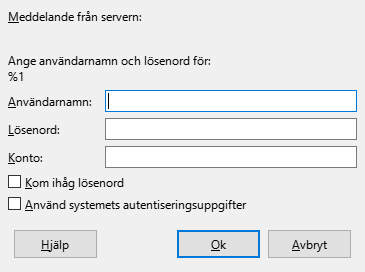 Meddelande från servern:
Ange användarnamn och lösenord för:
%1
Användarnamn:
Lösenord:
Konto:
Kom ihåg lösenord
Använd systemets autentiseringsuppgifter
Hjälp Ok Avbryt